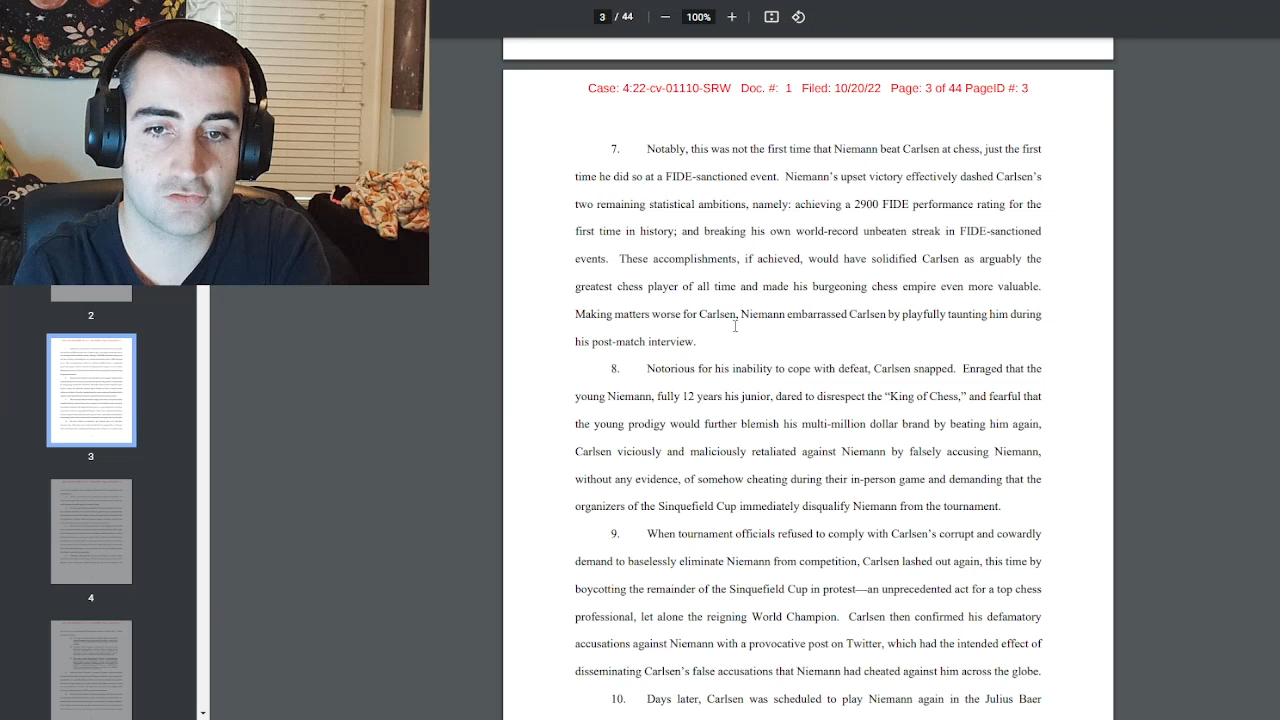 3 / 44
100%
Case: 4:22-cv-01110-SRW Doc. #: 1 Filed: 10/20/22 Page: 3 of 44 PageID #: 3
7. Notably, this was not the first time that Niemann beat Carlsen at chess, just the first
time he did so at a FIDE-sanctioned event. Niemann's upset victory effectively dashed Carlsen's
two remaining statistical ambitions, namely: achieving a 2900 FIDE performance rating for the
first time in history; and breaking his own world-record unbeaten streak in FIDE-sanctioned
events. These accomplishments, if achieved, would have solidified Carlsen as arguably the
greatest chess player of all time and made his burgeoning chess empire even more valuable.
Making matters worse for Carlsen, Niemann embarrassed Carlsen by playfully taunting him during
his post-match interview.
8. Notorious for his inability to cope with defeat, Carlsen snapped. Enraged that the
young Niemann, fully 12 years his junior, dared to disrespect the “King of Chess,” and fearful that
the young prodigy would further blemish his multi-million dollar brand by beating him again,
Carlsen viciously and maliciously retaliated against Niemann by falsely accusing Niemann,
without any evidence, of somehow cheating during their in-person game and demanding that the
organizers of the Sinquefield Cup immediately disqualify Niemann from the tournament.
9. When tournament officials refused to comply with Carlsen's corrupt and cowardly
demand to baselessly eliminate Niemann from competition, Carlsen lashed out again, this time by
boycotting the remainder of the Sinquefield Cup in protest—an unprecedented act for a top chess
professional, let alone the reigning World Champion. Carlsen then confirmed his defamatory
accusations against Niemann with a provocative post on Twitter, which had the intended effect of
disseminating Carlsen's false accusations that Niemann had cheated against him across the globe.
10. Days later, Carlsen was scheduled to play Niemann again in the Julius Baer
2
3
4